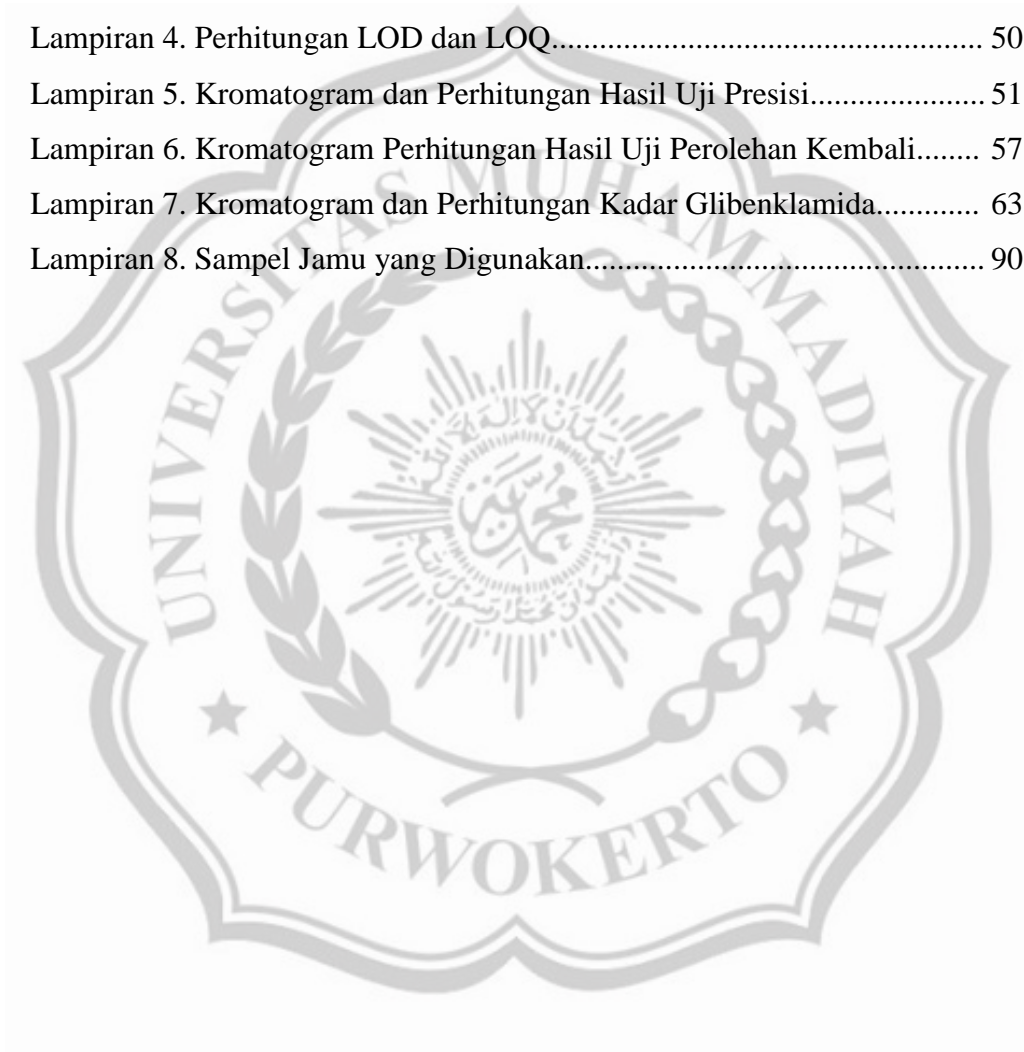 Lampiran 4. Perhitungan LOD dan LOQ................................................ 50
Lampiran 5. Kromatogram dan Perhitungan Hasil Uji Presisi.................... 51
Lampiran 6. Kromatogram Perhitungan Hasil Uji Perolehan Kembali........ 57
Lampiran 7. Kromatogram dan Perhitungan Kadar Glibenklamida............. 63
Lampiran 8. Sampel Jamu yang Digunakan............................................. 90
UNIVERSITAS MUHAMMADIYAH
PURWOKERTO